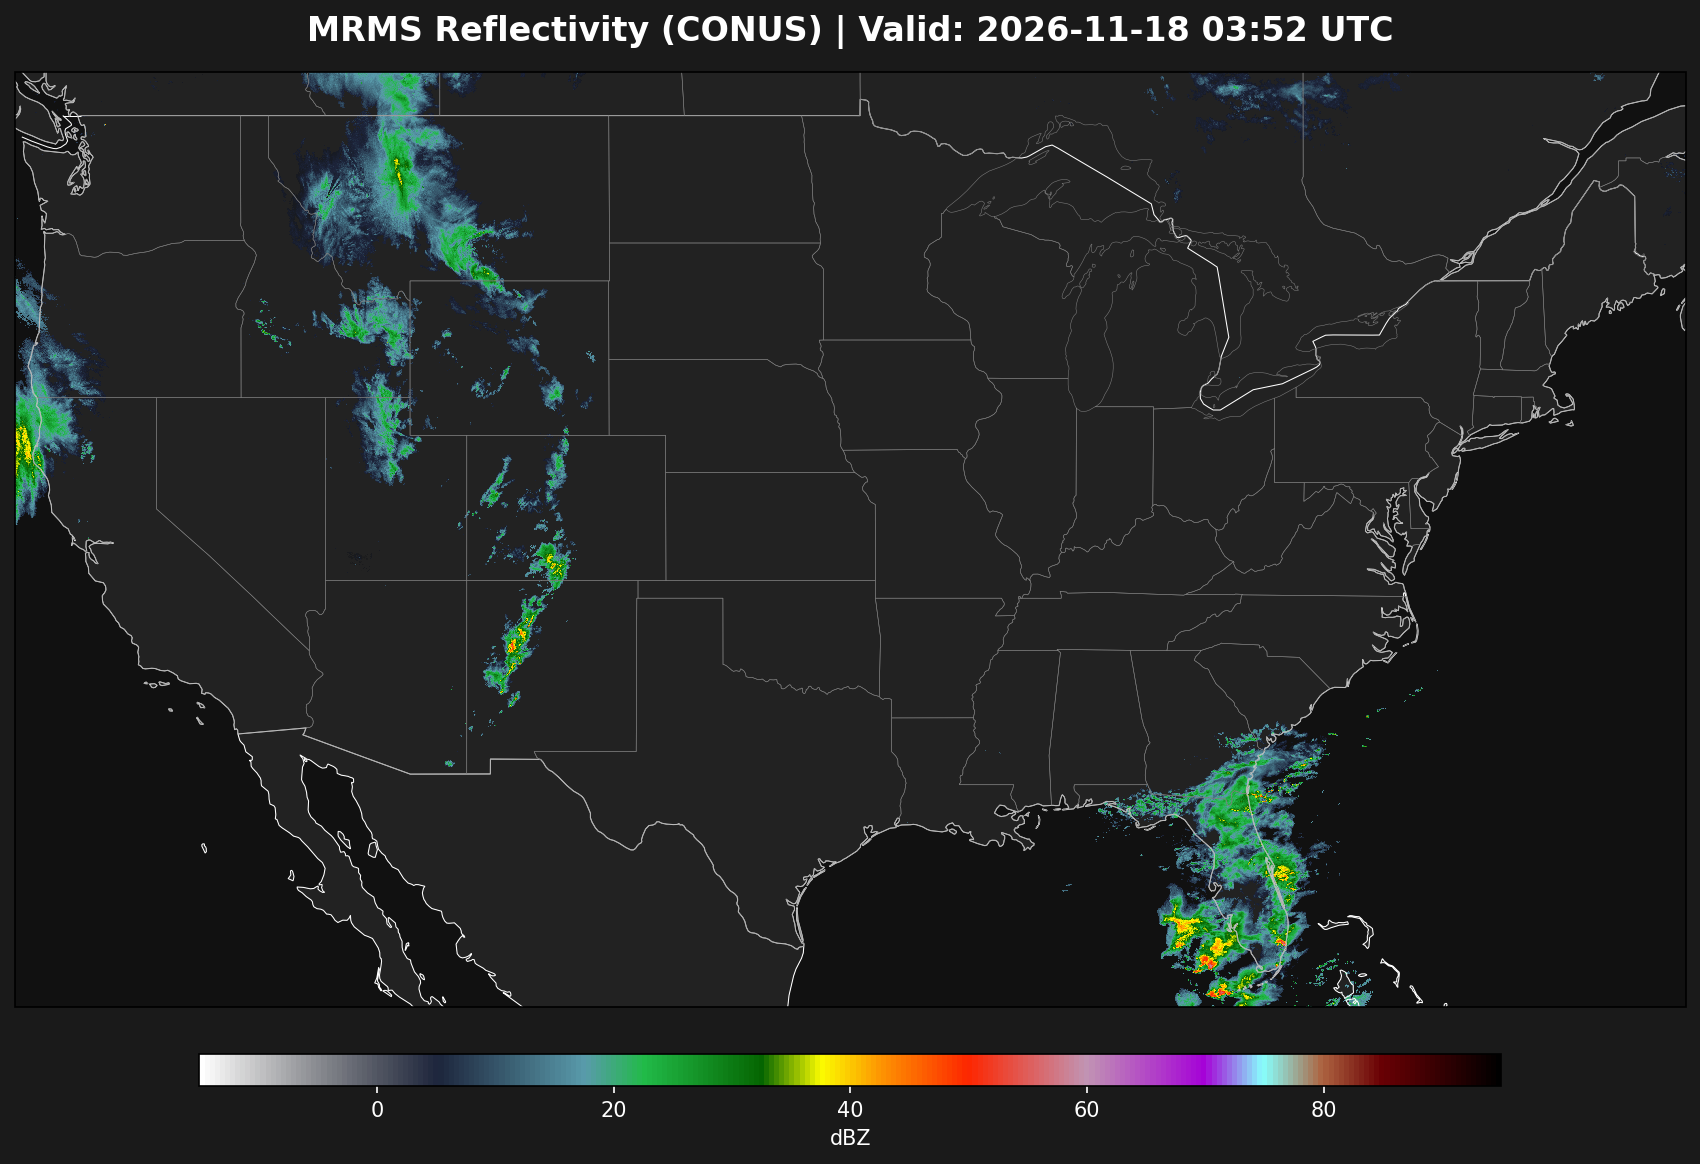 MRMS Reflectivity (CONUS) | Valid: 2026-11-18 03:52 UTC
0 20 40 60 80
dBZ